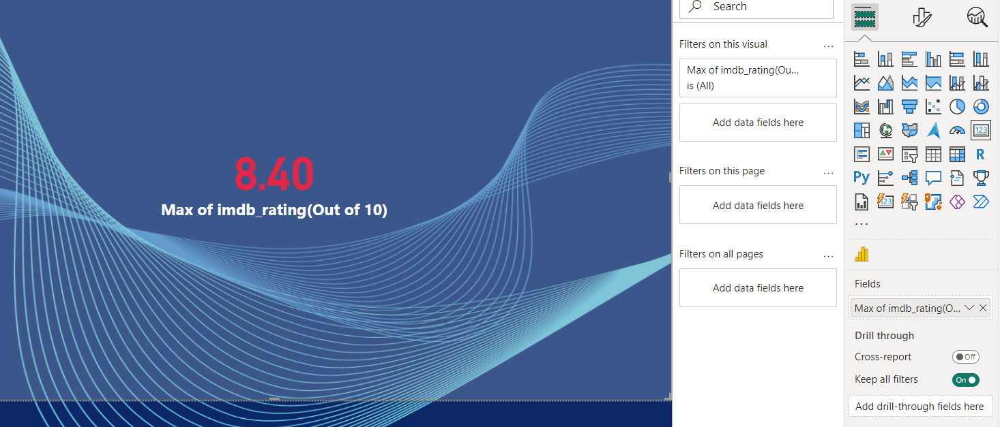 8.40
Max of imdb_rating(Out of 10)
Search
Filters on this visual
...
Max of imdb_rating(Ou...
is (All)
Add data fields here
Filters on this page
...
Add data fields here
Filters on all pages
...
Add data fields here
123
R
Py
123
...
Fields
Max of imdb_rating(O...
Drill through
Cross-report
Off
Keep all filters
On
Add drill-through fields here